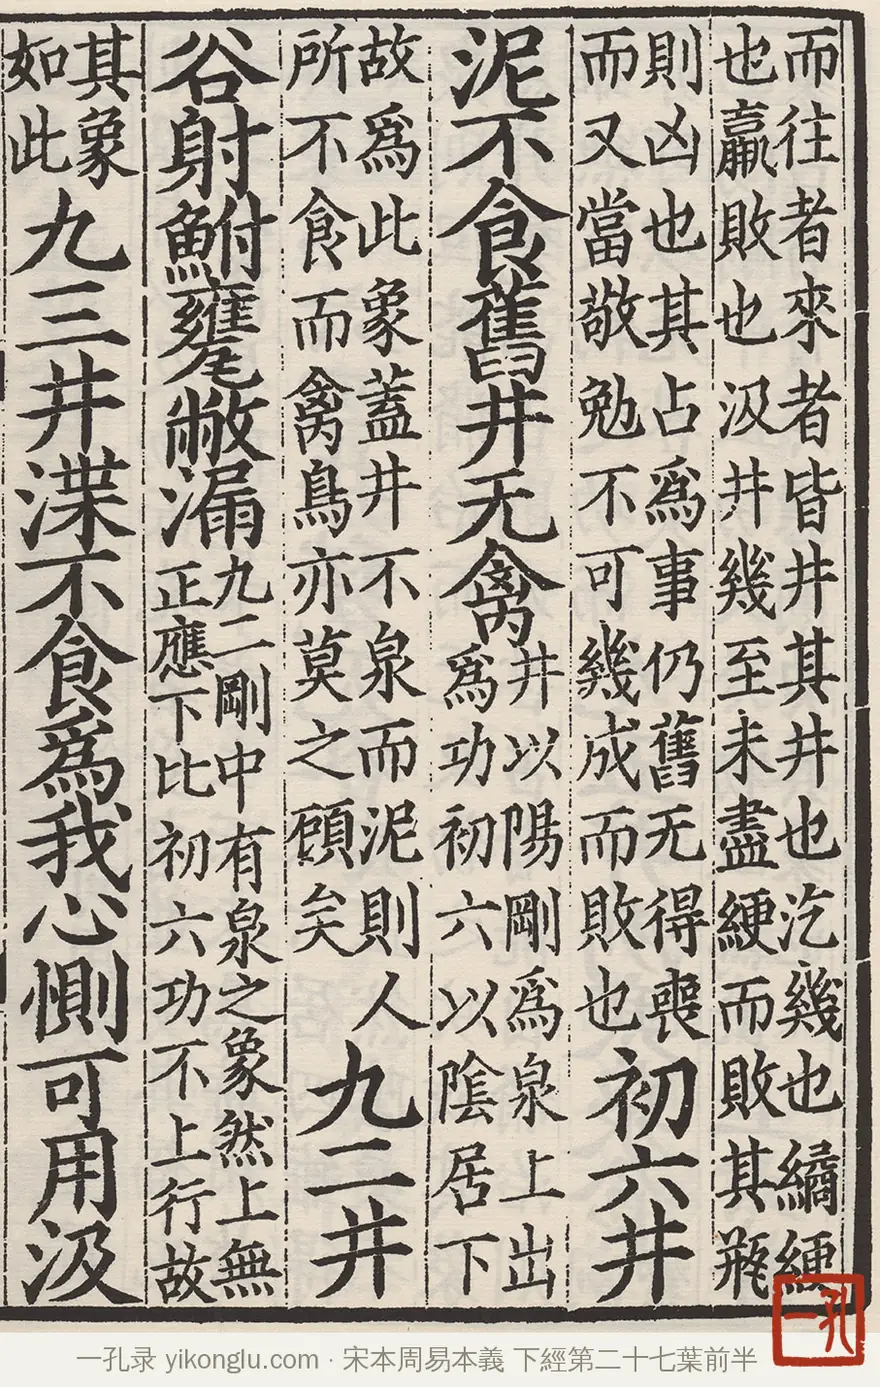 而往者來者皆井其井也汔幾也繘綆
也羸敗也汲井幾至未盡綆而敗其瓶
則凶也其占爲事仍舊无得喪
而又當敬勉不可幾成而敗也
初六井
泥不食舊井无禽
井以陽剛爲泉上出
爲功初六以陰居下
故爲此象蓋井不泉而泥則人
所不食而禽鳥亦莫之顧矣
九二井
谷射鮒甕敝漏
九二剛中有泉之象然上無
正應下比初六功不上行故
其象
如此
九三井渫不食爲我心惻可用汲
一孔
一孔录 yikonglu.com · 宋本周易本義 下經第二十七葉前半